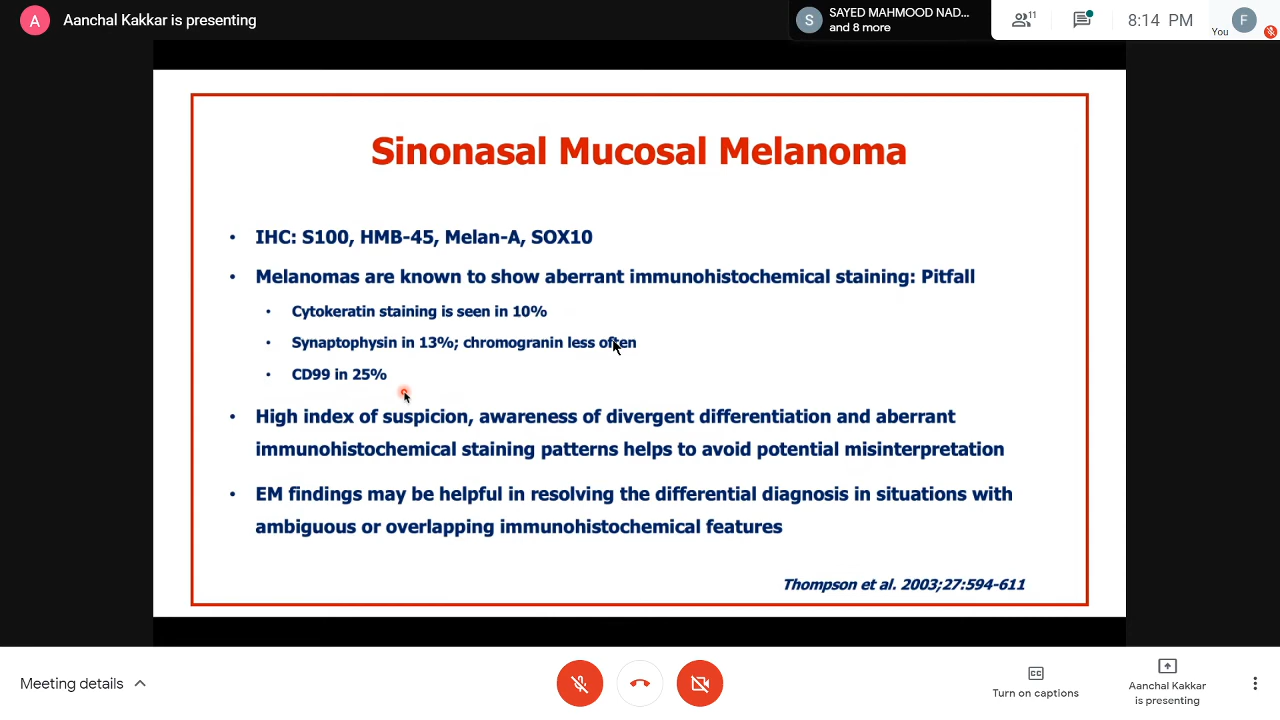 A
Aanchal Kakkar is presenting
S
SAYED MAHMOOD NAD...
and 8 more
11
8:14 PM
You
F
Sinonasal Mucosal Melanoma
• IHC: S100, HMB-45, Melan-A, SOX10
• Melanomas are known to show aberrant immunohistochemical staining: Pitfall
• Cytokeratin staining is seen in 10%
• Synaptophysin in 13%; chromogranin less often
• CD99 in 25%
• High index of suspicion, awareness of divergent differentiation and aberrant
immunohistochemical staining patterns helps to avoid potential misinterpretation
• EM findings may be helpful in resolving the differential diagnosis in situations with
ambiguous or overlapping immunohistochemical features
Thompson et al. 2003;27:594-611
Meeting details
CC
Turn on captions
Aanchal Kakkar
is presenting